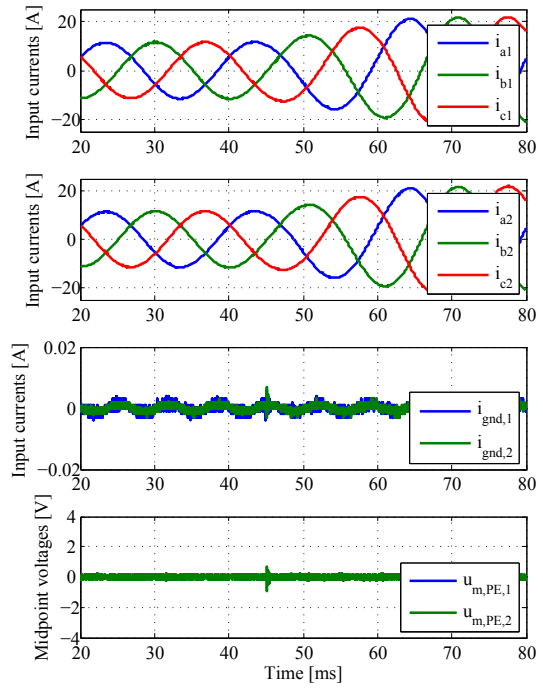 Input currents [A]
20
0
−20
i_a1
i_b1
i_c1
20 30 40 50 60 70 80
Input currents [A]
20
0
−20
i_a2
i_b2
i_c2
20 30 40 50 60 70 80
Input currents [A]
0.02
0
−0.02
i_gnd,1
i_gnd,2
20 30 40 50 60 70 80
Midpoint voltages [V]
4
2
0
−2
−4
u_m,PE,1
u_m,PE,2
20 30 40 50 60 70 80
Time [ms]